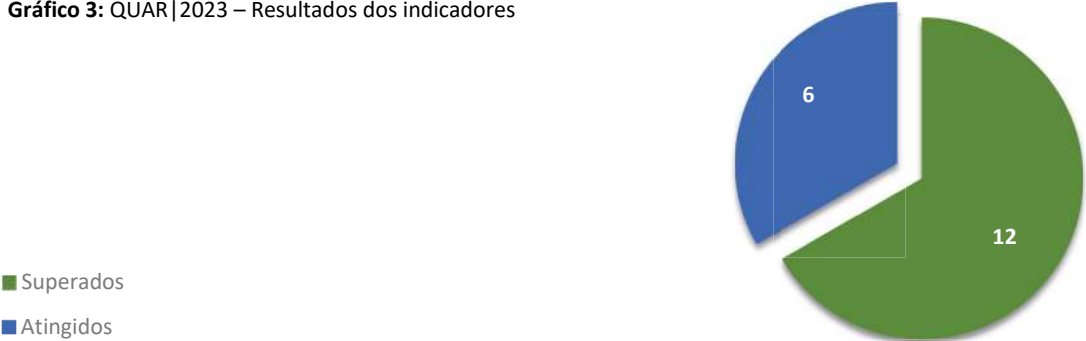 Gráfico 3: QUAR|2023 – Resultados dos indicadores
6
12
Superados
Atingidos